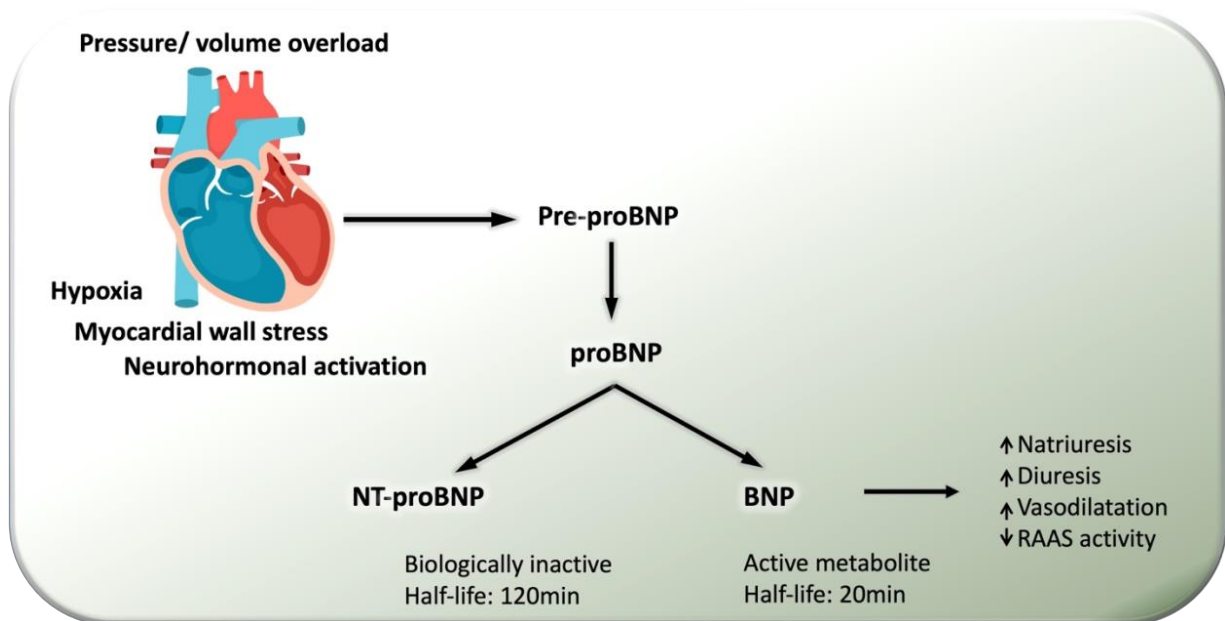 Pressure/ volume overload
Hypoxia
Myocardial wall stress
Neurohormonal activation
Pre-proBNP
proBNP
NT-proBNP
Biologically inactive
Half-life: 120min
BNP
Active metabolite
Half-life: 20min
↑Natriuresis
↑Diuresis
↑Vasodilatation
↓RAAS activity